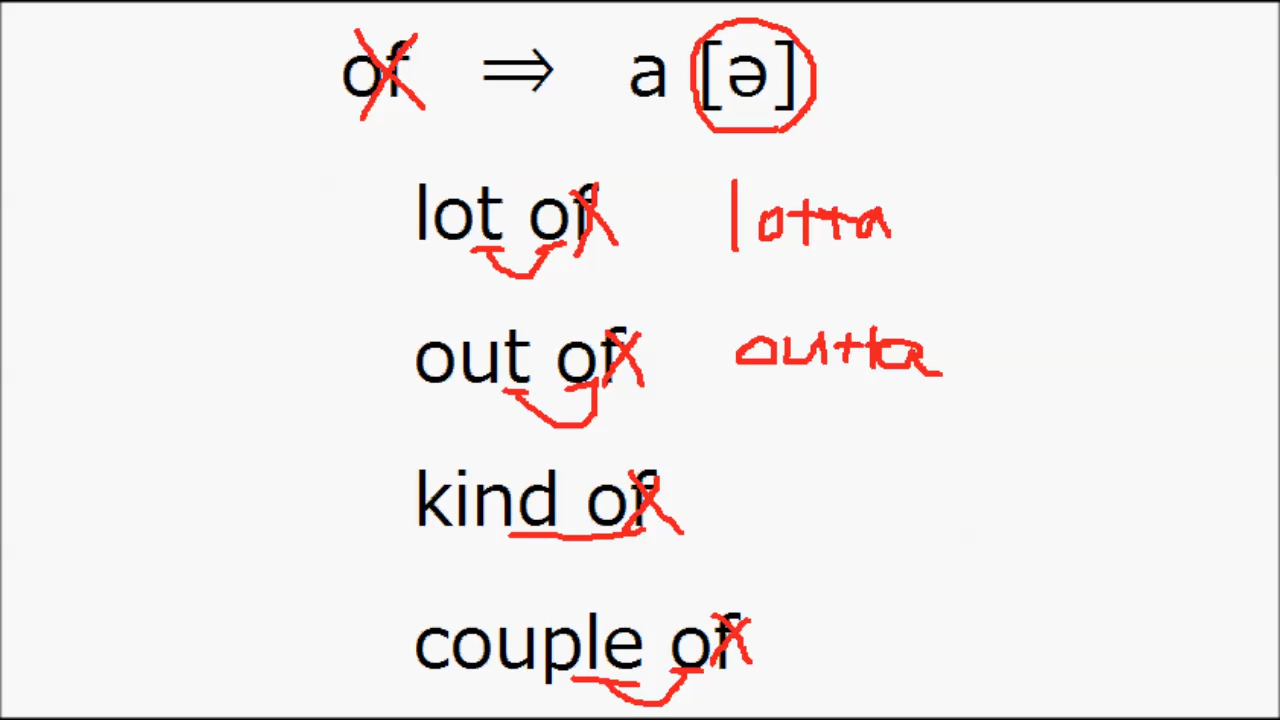 of ⇒ a [ə]
lot of lotta
out of outta
kind of
couple of